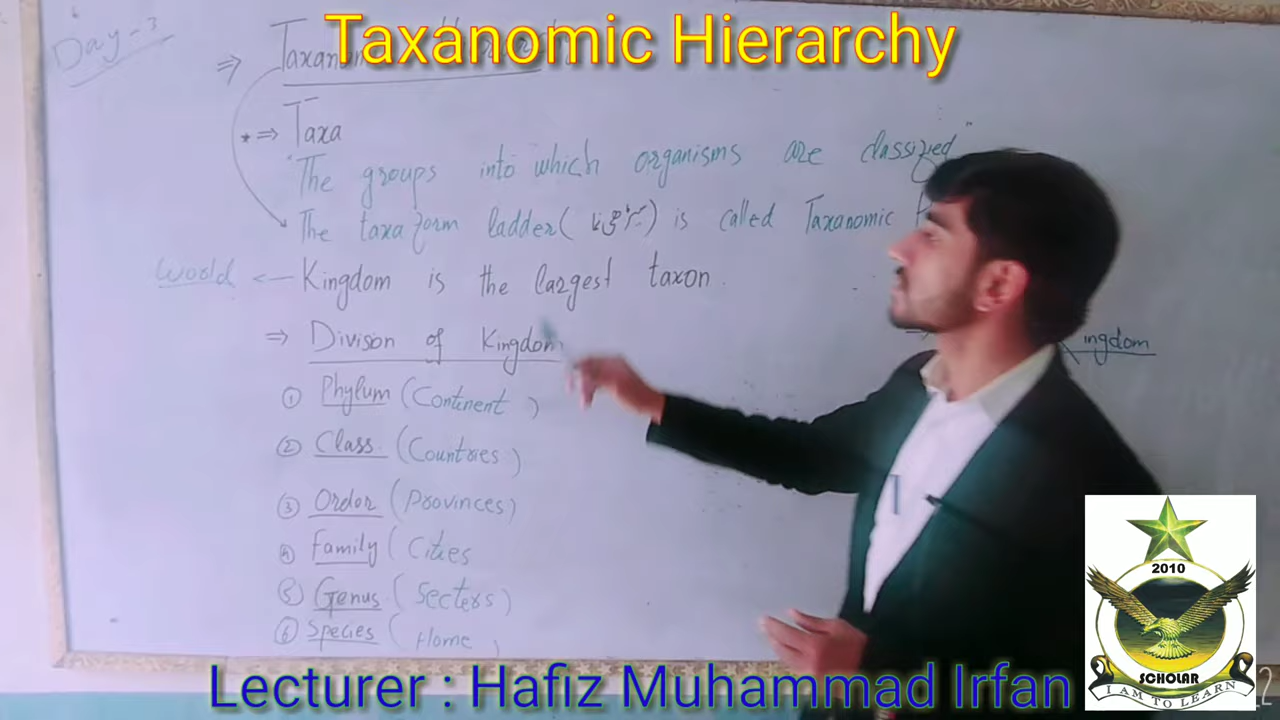 Taxanomic Hierarchy
Day-3
⇒
* ⇒ Taxa
"The groups into which organisms are classified"
The taxa form ladder ( ) is called Taxanomic
World ← Kingdom is the largest taxon.
⇒ Division of Kingdom
⇒ ingdom
① Phylum (Continent)
② Class. (Countries)
③ Order (Provinces)
④ Family (Cities
⑤ Genus (Secters)
⑥ Species (Home)
Lecturer : Hafiz Muhammad Irfan
2010
SCHOLAR
I AM TO LEARN